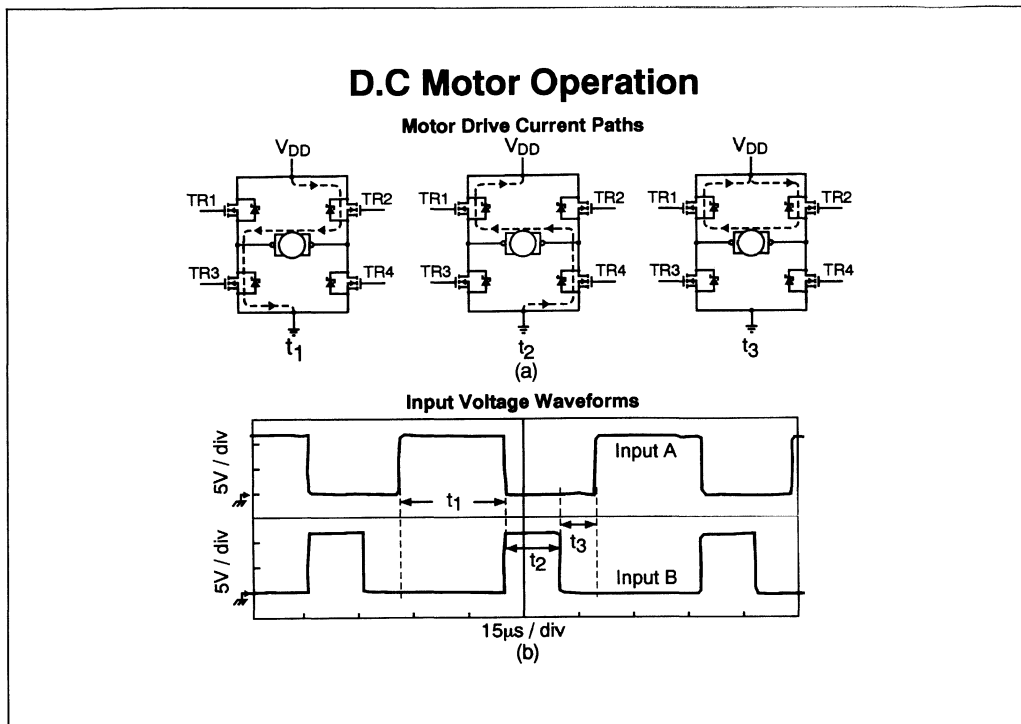 D.C Motor Operation
Motor Drive Current Paths
VDD VDD VDD
TR1 TR2 TR1 TR2 TR1 TR2
TR3 TR4 TR3 TR4 TR3 TR4
t1 t2 t3
(a)
Input Voltage Waveforms
5V / div
Input A
t1
t3
5V / div
t2
Input B
15µs / div
(b)